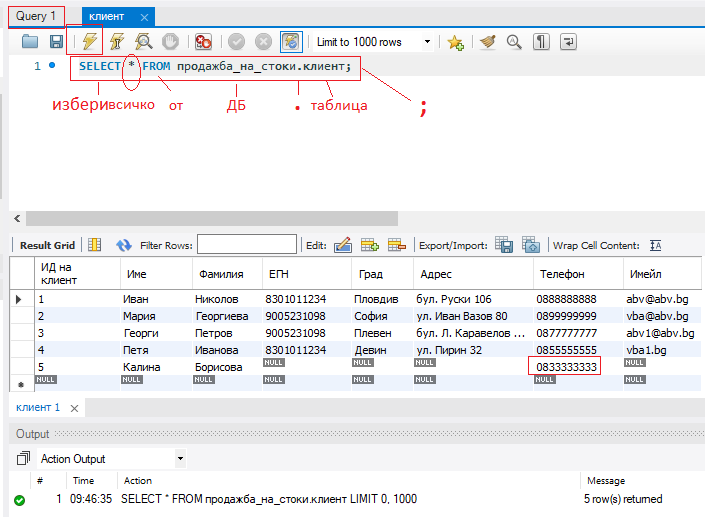 Query 1 клиент
Limit to 1000 rows
1 SELECT * FROM продажба_на_стоки.клиент;
избери всичко от ДБ . таблица ;
Result Grid Filter Rows: Edit: Export/Import: Wrap Cell Content: IA
ИД на клиент Име Фамилия ЕГН Град Адрес Телефон Имейл
1 Иван Николов 8301011234 Пловдив бул. Руски 106 0888888888 abv@abv.bg
2 Мария Георгиева 9005231098 София ул. Иван Вазов 80 0899999999 vba@abv.bg
3 Георги Петров 9005231098 Плевен бул. Л. Каравелов ... 0877777777 abv1@abv.bg
4 Петя Иванова 8301011234 Девин ул. Пирин 32 0855555555 vba1.bg
5 Калина Борисова NULL NULL NULL 0833333333 NULL
NULL NULL NULL NULL NULL NULL NULL NULL
клиент 1
Output
Action Output
# Time Action Message
1 09:46:35 SELECT * FROM продажба_на_стоки.клиент LIMIT 0, 1000 5 row(s) returned